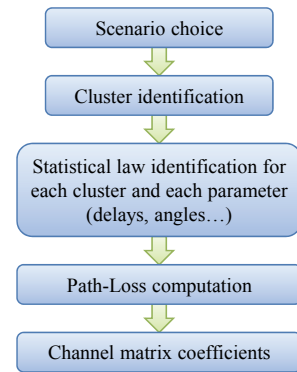 Scenario choice
Cluster identification
Statistical law identification for
each cluster and each parameter
(delays, angles…)
Path-Loss computation
Channel matrix coefficients